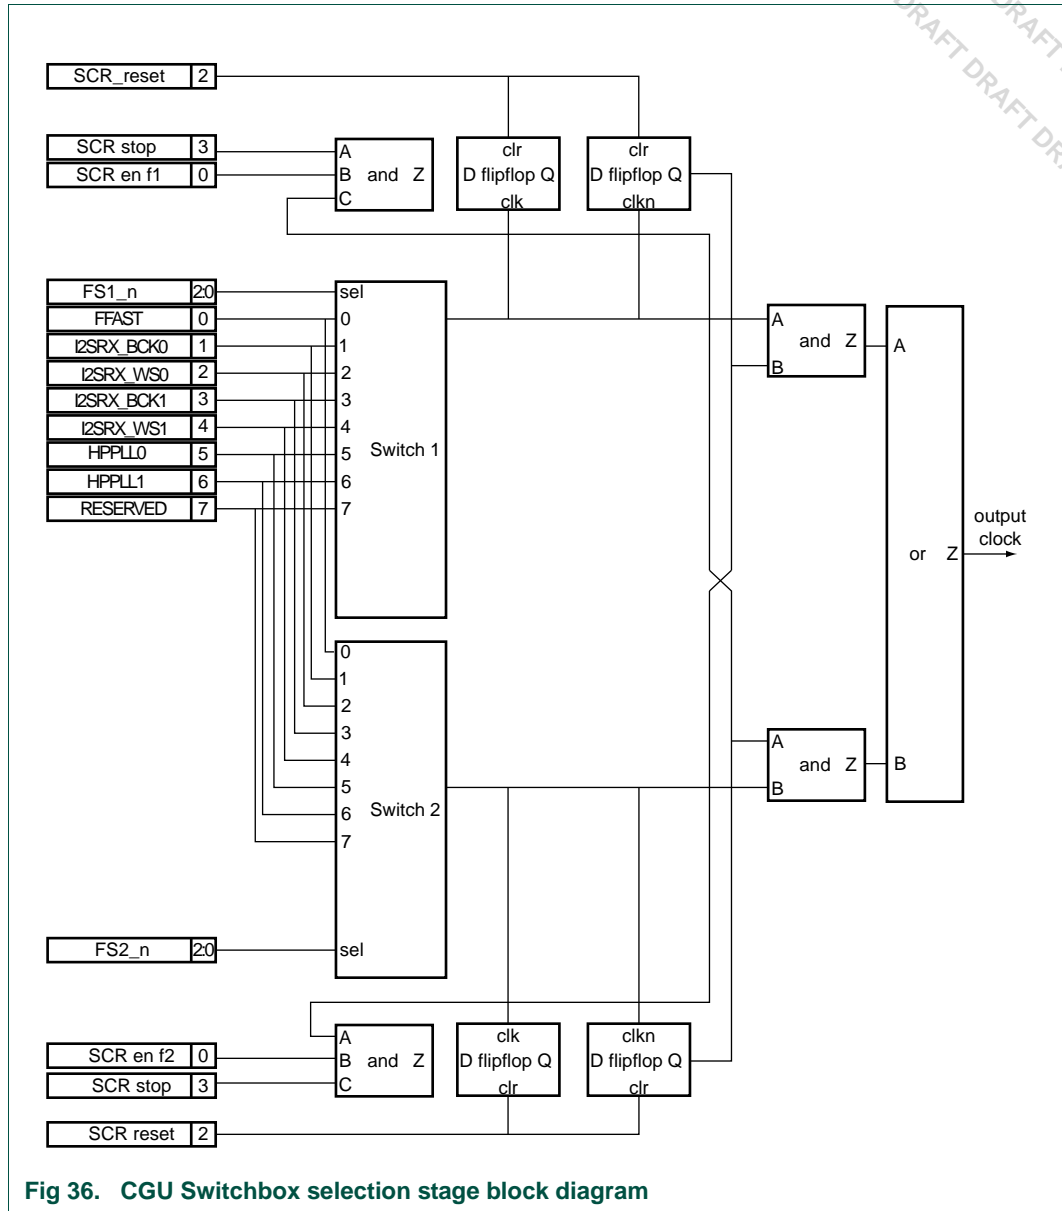 DRAFT
DRAFT DRAFT DRA
SCR_reset 2
SCR stop 3
SCR en f1 0
A
B and Z
C
clr
D flipflop Q
clk
clr
D flipflop Q
clkn
FS1_n 2:0
FFAST 0
I2SRX_BCK0 1
I2SRX_WS0 2
I2SRX_BCK1 3
I2SRX_WS1 4
HPPLL0 5
HPPLL1 6
RESERVED 7
sel
0
1
2
3
4
5
6
7
Switch 1
A
and Z
B
A
or Z
B
output
clock
0
1
2
3
4
5
6
7
Switch 2
sel
A
and Z
B
FS2_n 2:0
SCR en f2 0
SCR stop 3
SCR reset 2
A
B and Z
C
clk
D flipflop Q
clr
clkn
D flipflop Q
clr
Fig 36. CGU Switchbox selection stage block diagram